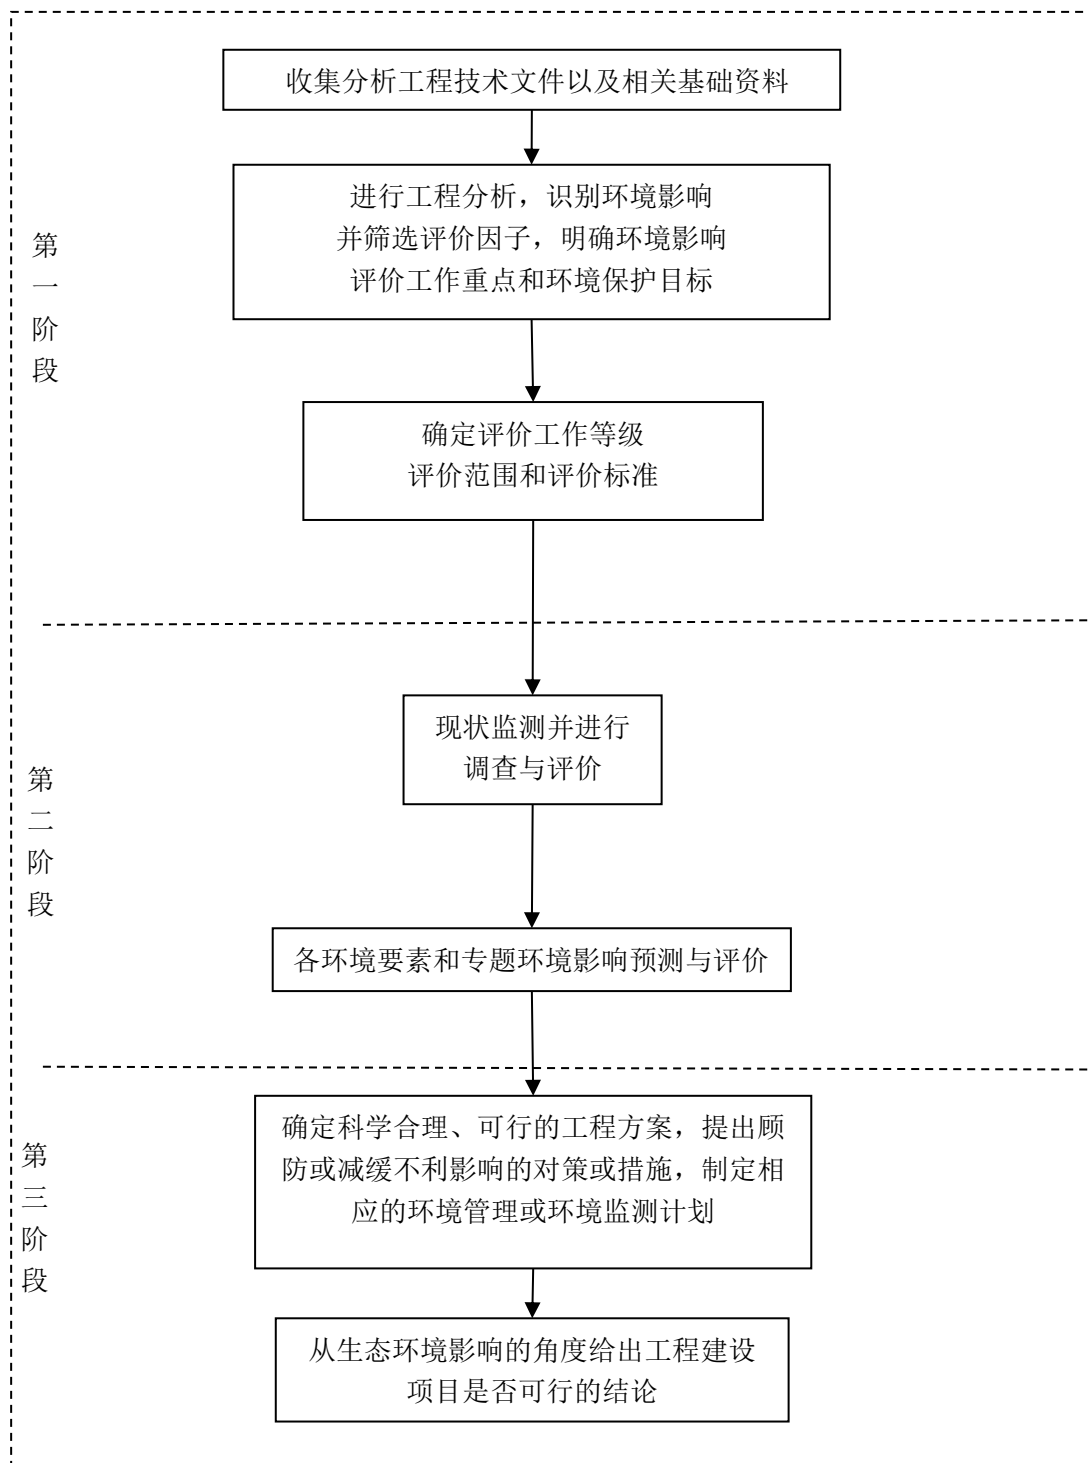 收集分析工程技术文件以及相关基础资料
进行工程分析，识别环境影响
并筛选评价因子，明确环境影响
评价工作重点和环境保护目标
第
一
阶
段
确定评价工作等级
评价范围和评价标准
现状监测并进行
调查与评价
第
二
阶
段
各环境要素和专题环境影响预测与评价
确定科学合理、可行的工程方案，提出顾
防或减缓不利影响的对策或措施，制定相
应的环境管理或环境监测计划
第
三
阶
段
从生态环境影响的角度给出工程建设
项目是否可行的结论